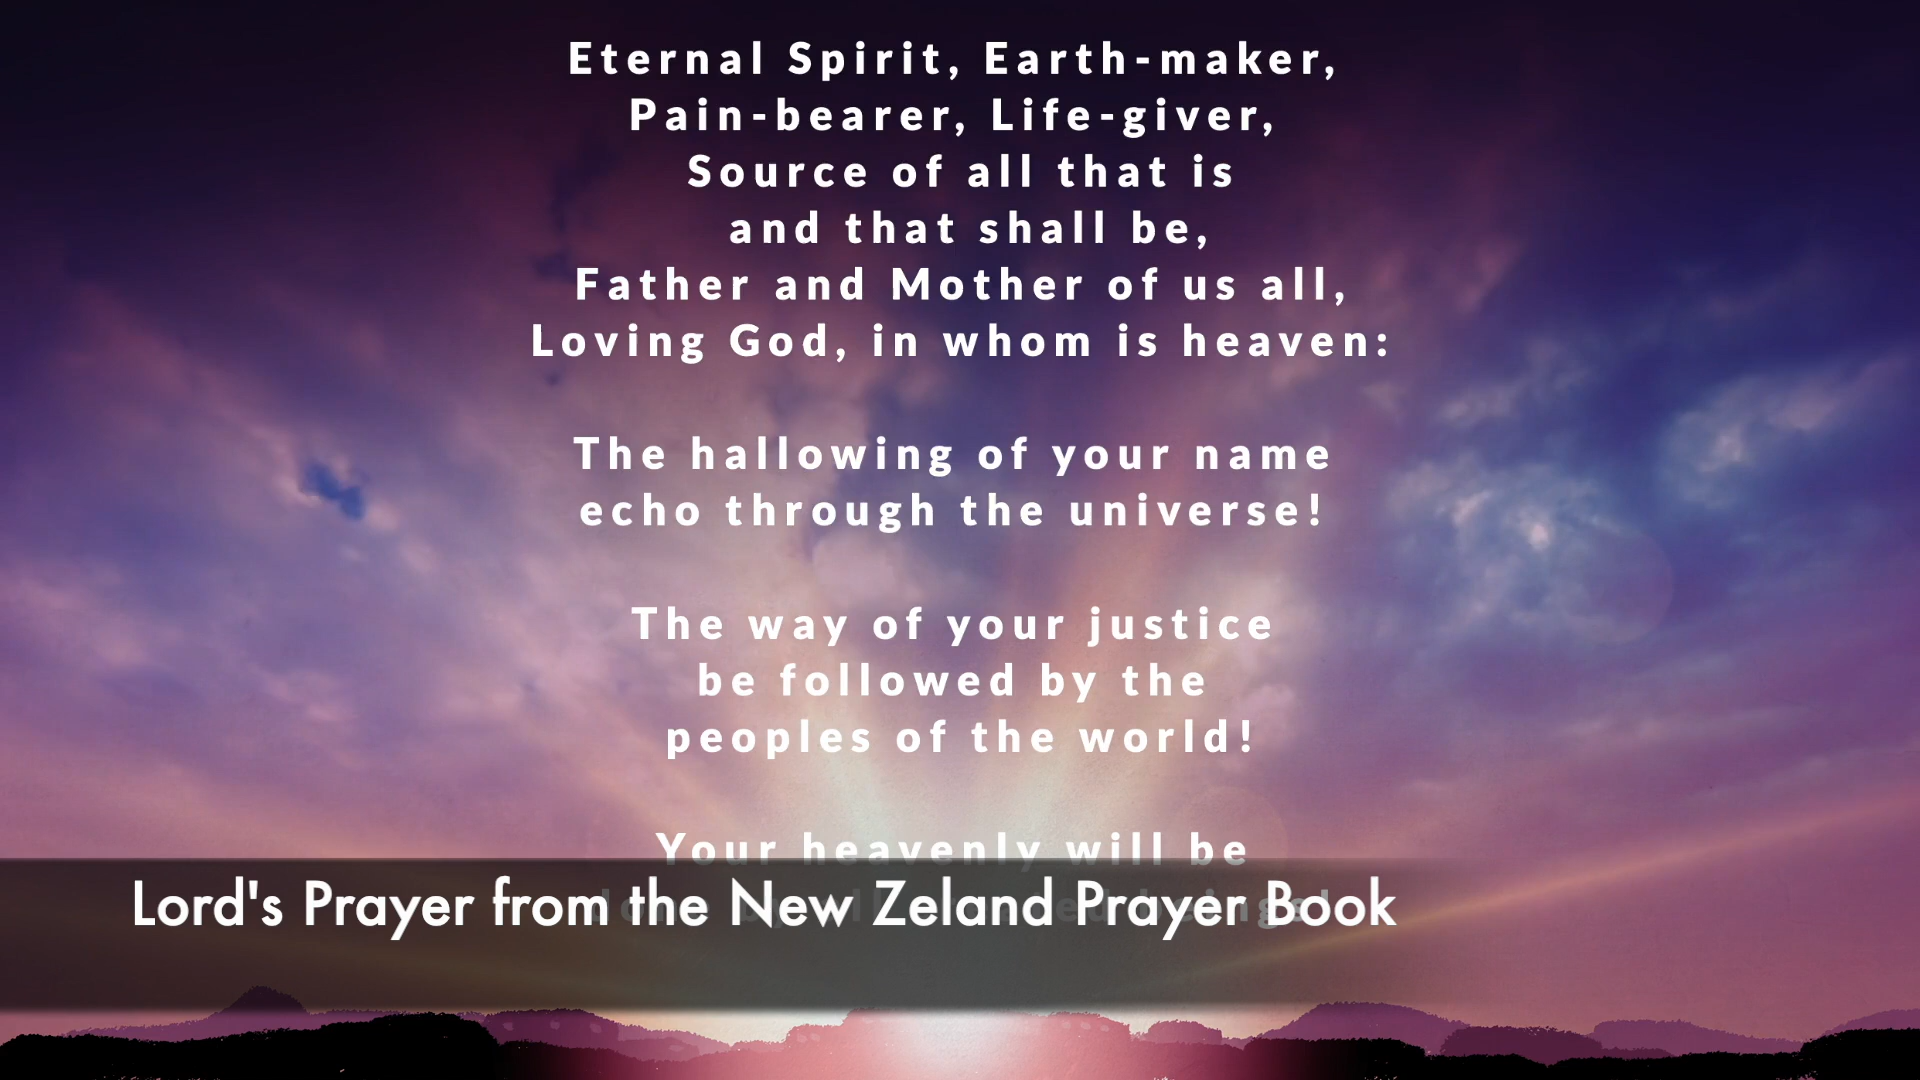 Eternal Spirit, Earth-maker,
Pain-bearer, Life-giver,
Source of all that is
and that shall be,
Father and Mother of us all,
Loving God, in whom is heaven:
The hallowing of your name
echo through the universe!
The way of your justice
be followed by the
peoples of the world!
Your heavenly will be
Lord's Prayer from the New Zeland Prayer Book